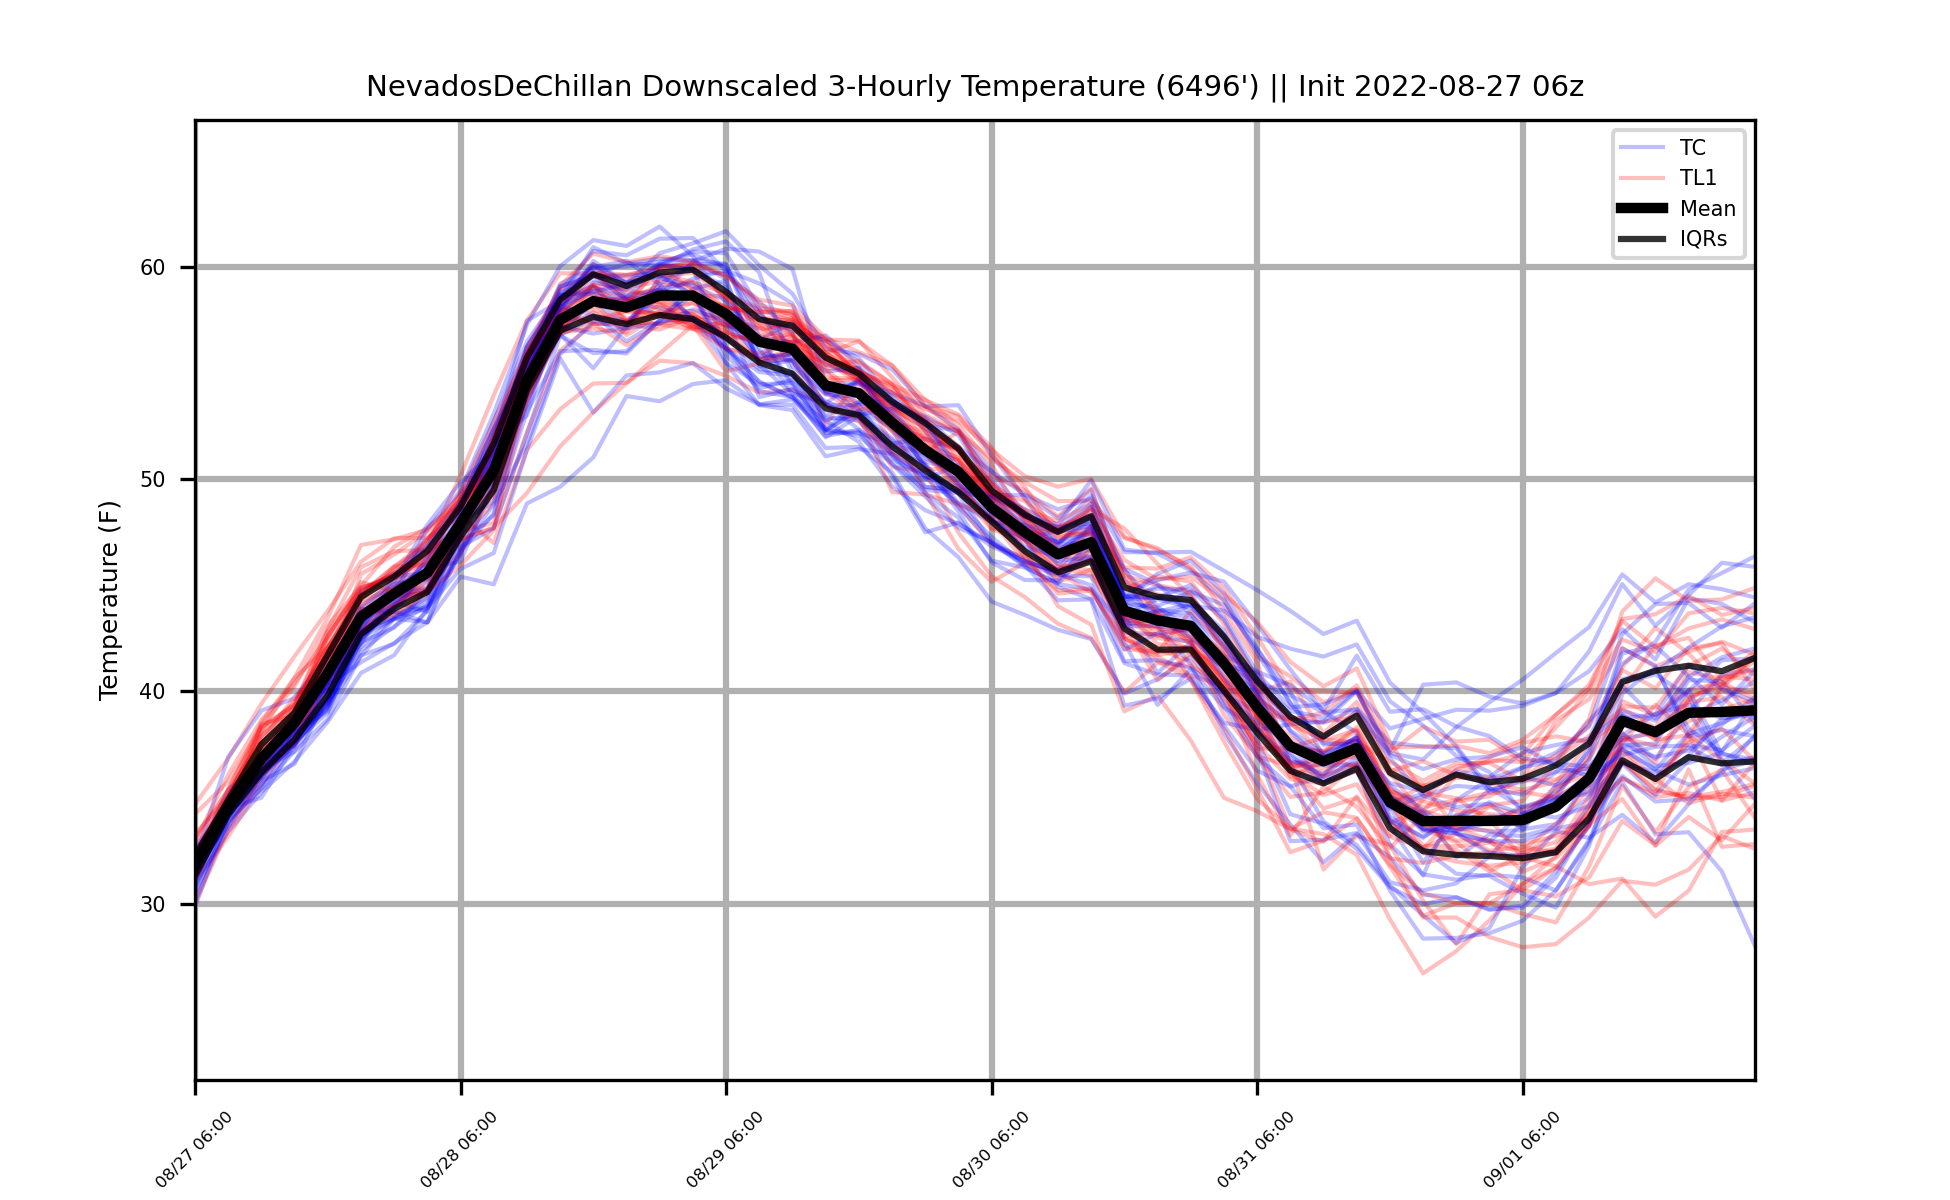 NevadosDeChillan Downscaled 3-Hourly Temperature (6496') || Init 2022-08-27 06z
TC
TL1
Mean
IQRs
Temperature (F)
60
50
40
30
08/27 06:00
08/28 06:00
08/29 06:00
08/30 06:00
08/31 06:00
09/01 06:00